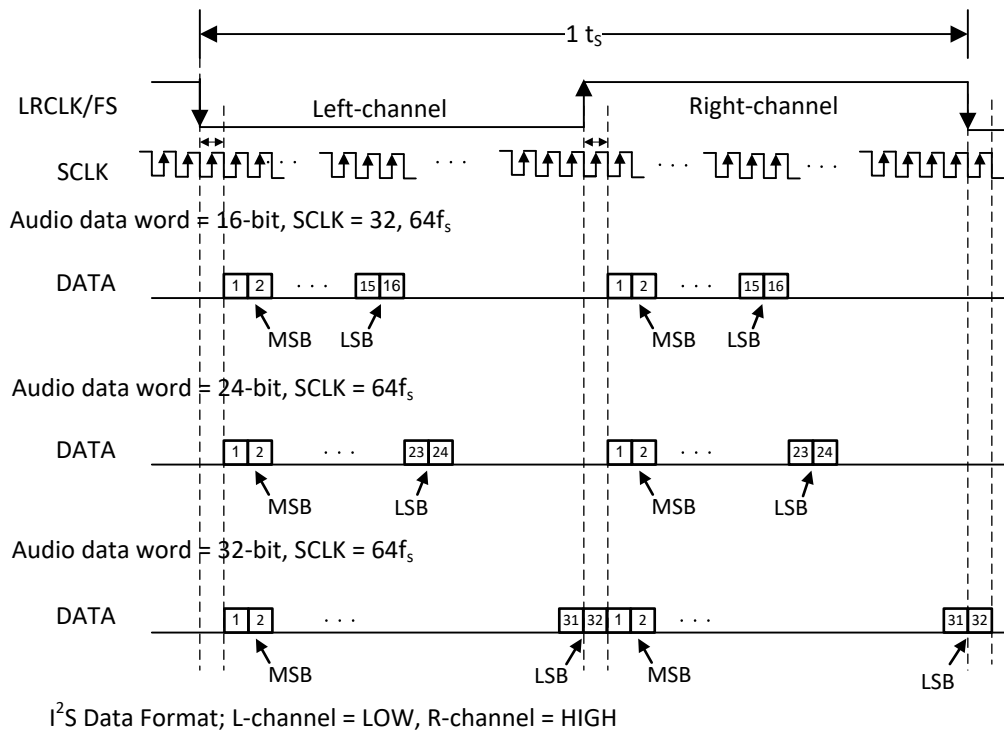 1 tS
LRCLK/FS
Left-channel
Right-channel
SCLK
. . . . . . . . . . . .
Audio data word = 16-bit, SCLK = 32, 64fs
DATA
1 2 . . . 15 16 1 2 . . . 15 16
MSB LSB MSB LSB
Audio data word = 24-bit, SCLK = 64fs
DATA
1 2 . . . 23 24 1 2 . . . 23 24
MSB LSB MSB LSB
Audio data word = 32-bit, SCLK = 64fs
DATA
1 2 . . . 31 32 1 2 . . . 31 32
MSB LSB MSB LSB
I²S Data Format; L-channel = LOW, R-channel = HIGH